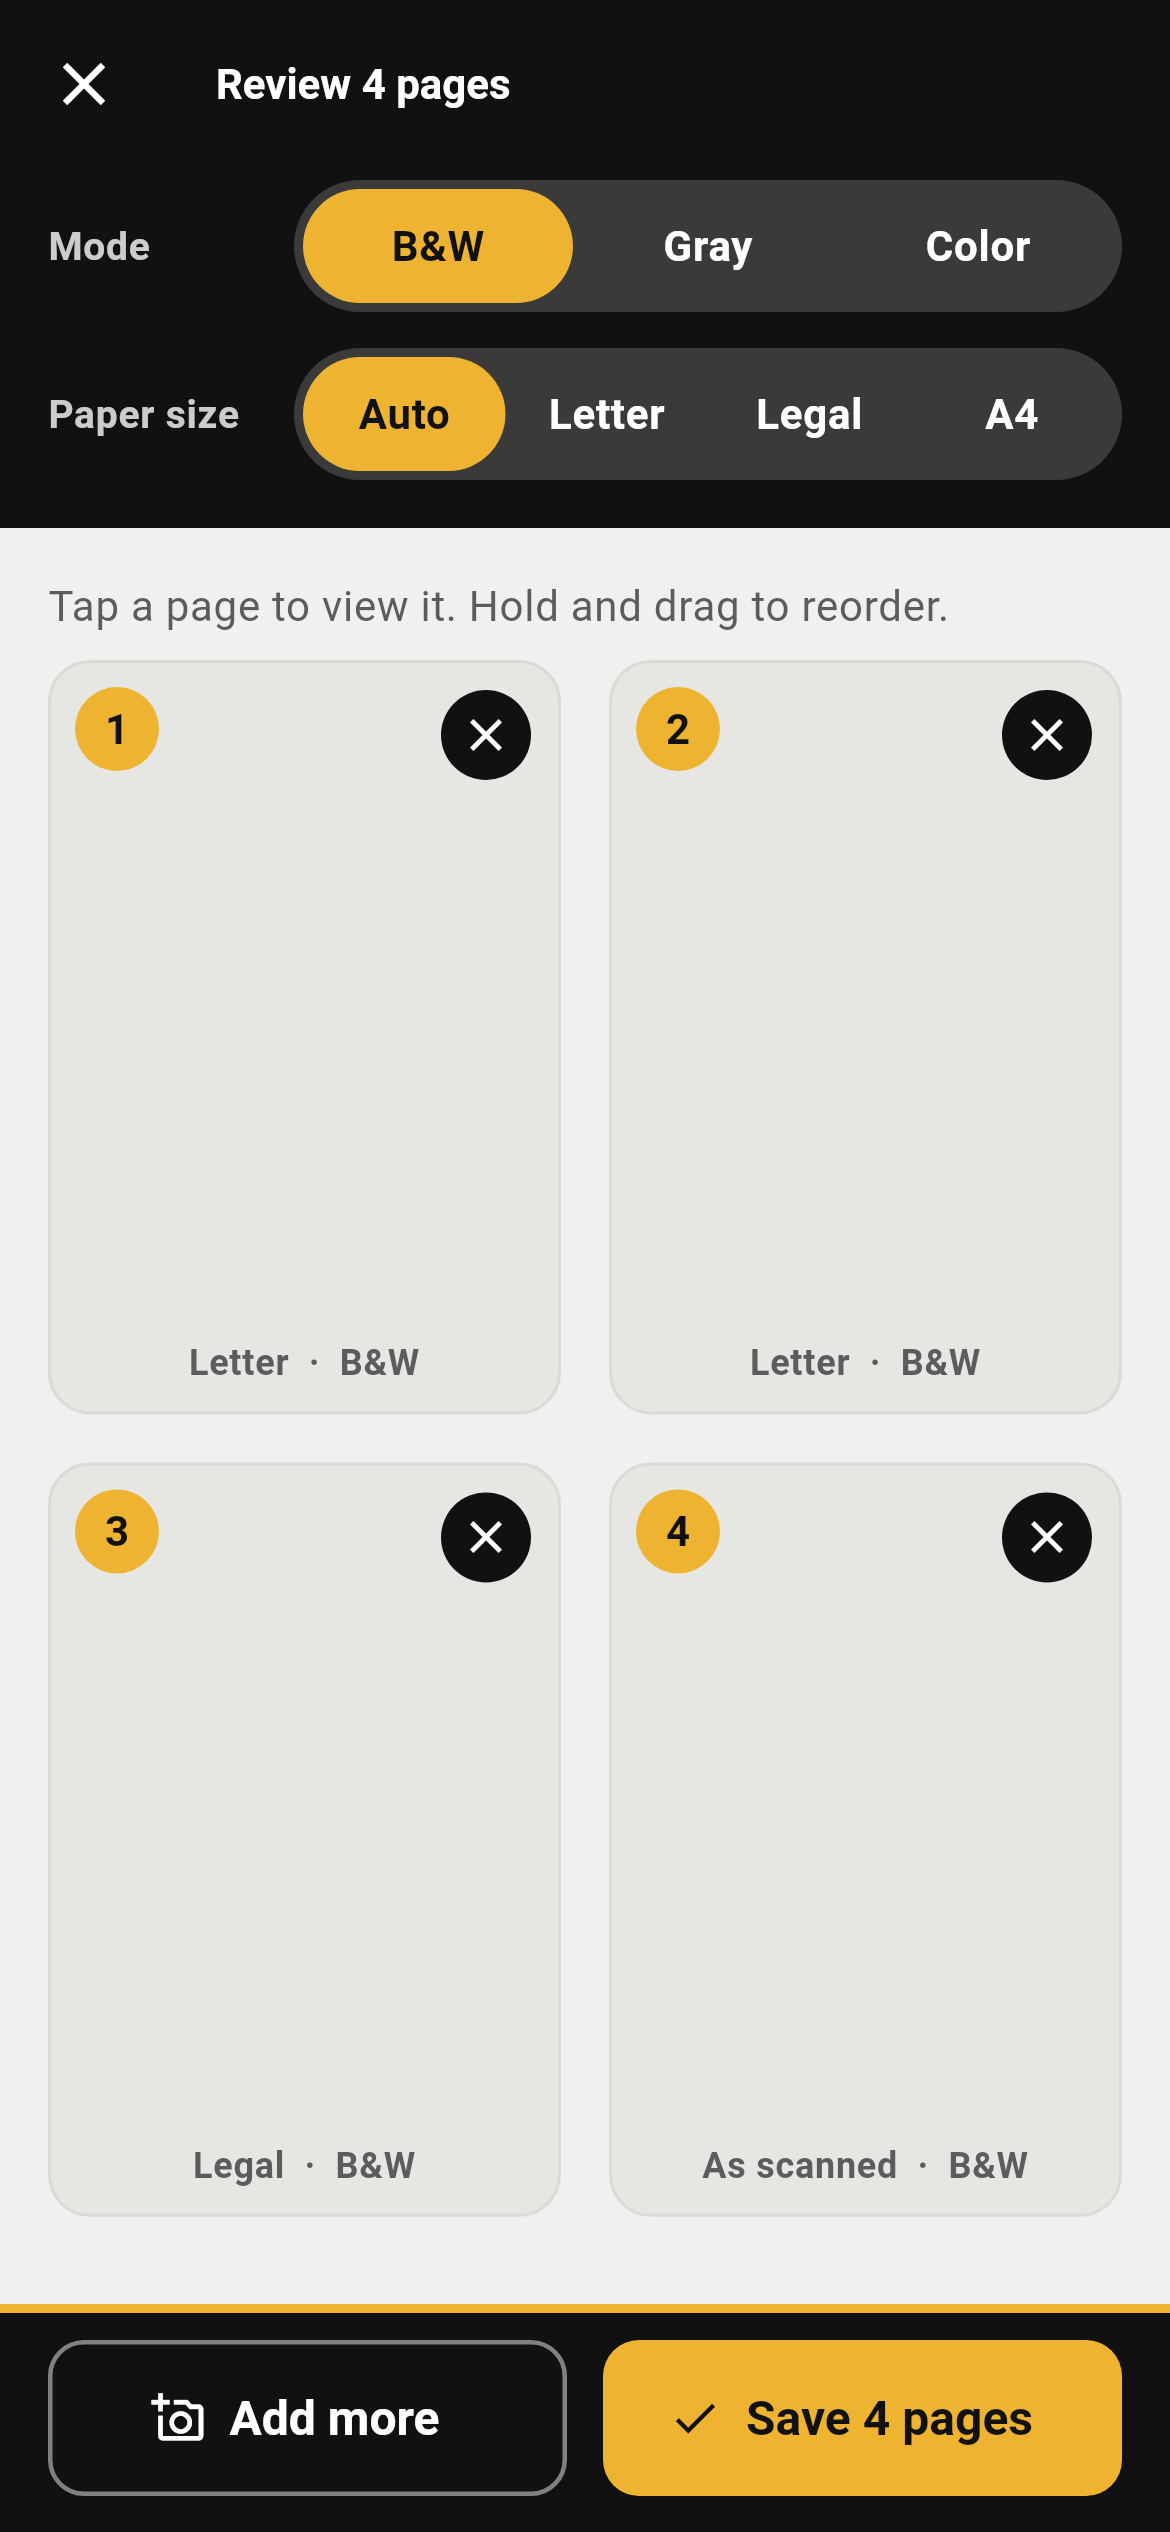 Review 4 pages
Mode
B&W
Gray
Color
Paper size
Auto
Letter
Legal
A4
Tap a page to view it. Hold and drag to reorder.
1
2
Letter · B&W
Letter · B&W
3
4
Legal · B&W
As scanned · B&W
Add more
Save 4 pages